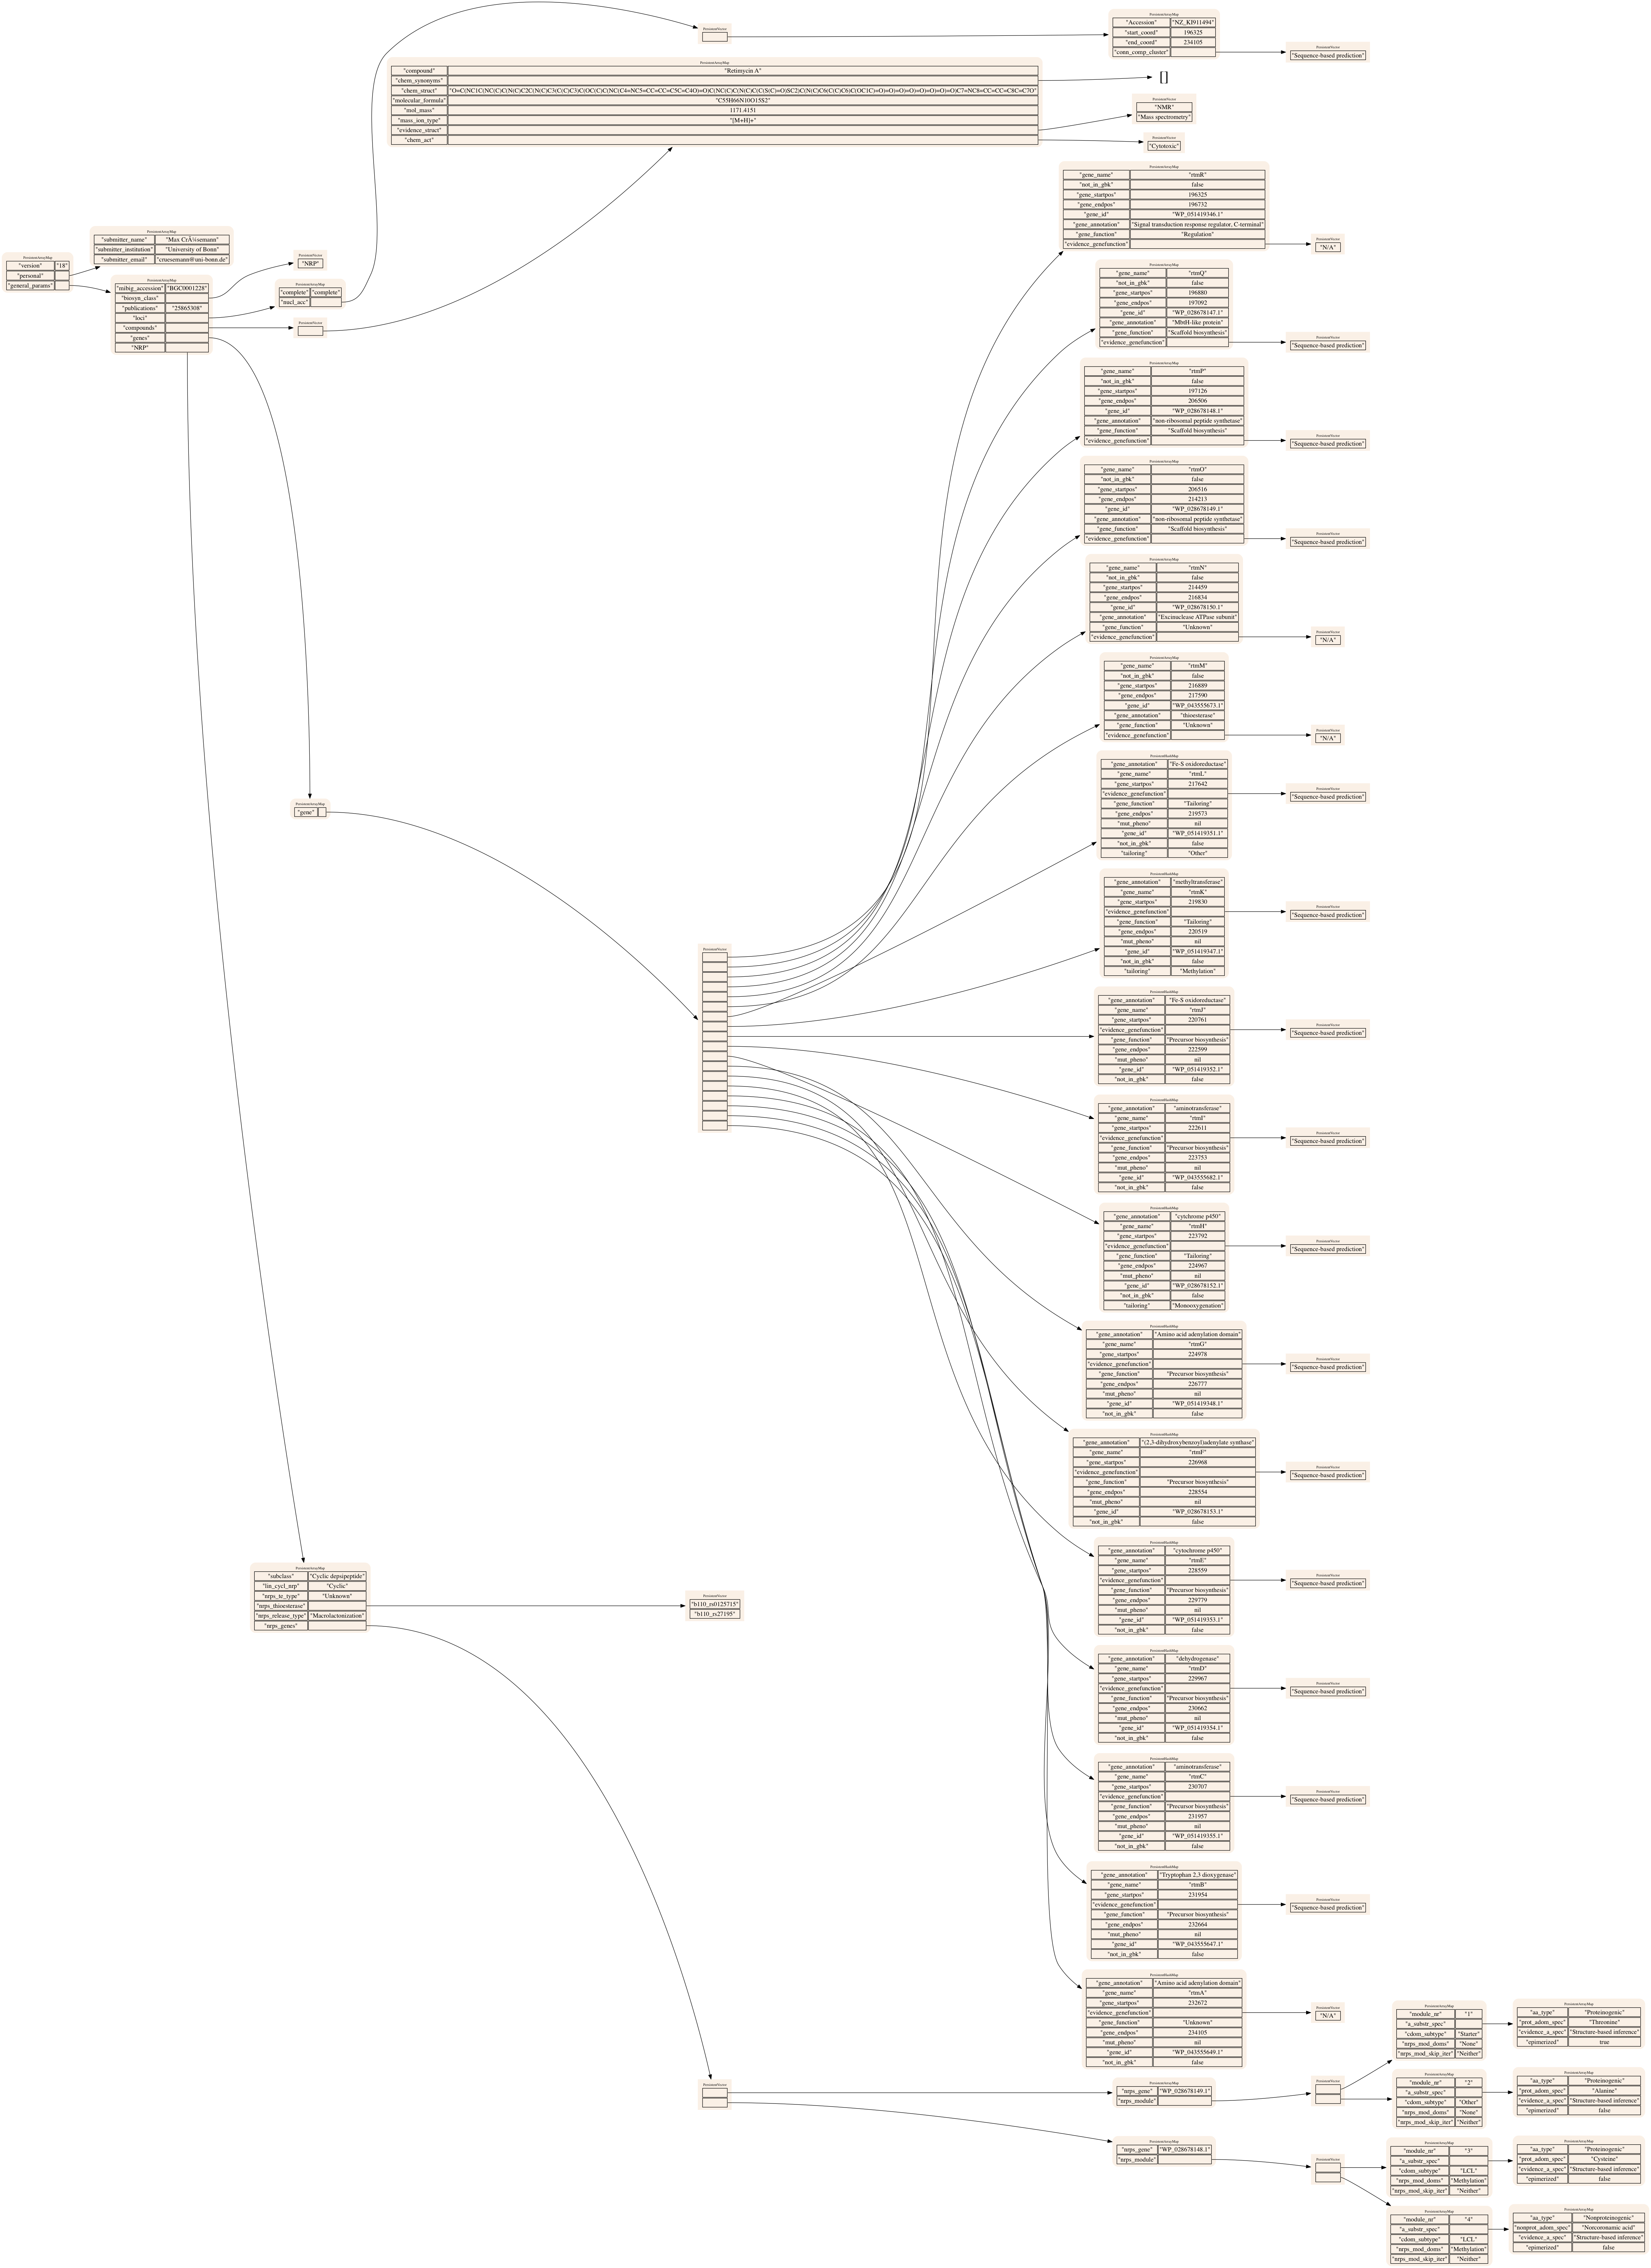 PersistentArrayMap
"version" "18"
"personal"
"general_params"
PersistentArrayMap
"submitter_name" "Max CrÃ¼semann"
"submitter_institution" "University of Bonn"
"submitter_email" "cruesemann@uni-bonn.de"
PersistentArrayMap
"mibig_accession" "BGC0001228"
"biosyn_class"
"publications" "25865308"
"loci"
"compounds"
"genes"
"NRP"
PersistentVector
"NRP"
PersistentArrayMap
"complete" "complete"
"nucl_acc"
PersistentVector
PersistentVector
PersistentArrayMap
"Accession" "NZ_KI911494"
"start_coord" 196325
"end_coord" 234105
"conn_comp_cluster"
PersistentVector
"Sequence-based prediction"
PersistentArrayMap
"compound" "Retimycin A"
"chem_synonyms"
"chem_struct" "O=C(NC1C(NC(C)C(N(C)C2C(N(C)C3(C(C)C3)C(OC(C)C(NC(C4=NC5=CC=CC=C5C=C4O)=O)C(NC(C)C(N(C)C(C(S(C)=O)SC2)C(N(C)C6(C(C)C6)C(OC1C)=O)=O)=O)=O)=O)=O)=O)=O)C7=NC8=CC=CC=C8C=C7O"
"molecular_formula" "C55H66N10O15S2"
"mol_mass" 1171.4151
"mass_ion_type" "[M+H]+"
"evidence_struct"
"chem_act"
[]
PersistentVector
"NMR"
"Mass spectrometry"
PersistentVector
"Cytotoxic"
PersistentArrayMap
"gene"
PersistentVector
PersistentArrayMap
"gene_name" "rtmR"
"not_in_gbk" false
"gene_startpos" 196325
"gene_endpos" 196732
"gene_id" "WP_051419346.1"
"gene_annotation" "Signal transduction response regulator, C-terminal"
"gene_function" "Regulation"
"evidence_genefunction"
PersistentVector
"N/A"
PersistentArrayMap
"gene_name" "rtmQ"
"not_in_gbk" false
"gene_startpos" 196880
"gene_endpos" 197092
"gene_id" "WP_028678147.1"
"gene_annotation" "MbtH-like protein"
"gene_function" "Scaffold biosynthesis"
"evidence_genefunction"
PersistentVector
"Sequence-based prediction"
PersistentArrayMap
"gene_name" "rtmP"
"not_in_gbk" false
"gene_startpos" 197126
"gene_endpos" 206506
"gene_id" "WP_028678148.1"
"gene_annotation" "non-ribosomal peptide synthetase"
"gene_function" "Scaffold biosynthesis"
"evidence_genefunction"
PersistentVector
"Sequence-based prediction"
PersistentArrayMap
"gene_name" "rtmO"
"not_in_gbk" false
"gene_startpos" 206516
"gene_endpos" 214213
"gene_id" "WP_028678149.1"
"gene_annotation" "non-ribosomal peptide synthetase"
"gene_function" "Scaffold biosynthesis"
"evidence_genefunction"
PersistentVector
"Sequence-based prediction"
PersistentArrayMap
"gene_name" "rtmN"
"not_in_gbk" false
"gene_startpos" 214459
"gene_endpos" 216834
"gene_id" "WP_028678150.1"
"gene_annotation" "Excinuclease ATPase subunit"
"gene_function" "Unknown"
"evidence_genefunction"
PersistentVector
"N/A"
PersistentArrayMap
"gene_name" "rtmM"
"not_in_gbk" false
"gene_startpos" 216889
"gene_endpos" 217590
"gene_id" "WP_043555673.1"
"gene_annotation" "thioesterase"
"gene_function" "Unknown"
"evidence_genefunction"
PersistentVector
"N/A"
PersistentHashMap
"gene_annotation" "Fe-S oxidoreductase"
"gene_name" "rtmL"
"gene_startpos" 217642
"evidence_genefunction"
"gene_function" "Tailoring"
"gene_endpos" 219573
"mut_pheno" nil
"gene_id" "WP_051419351.1"
"not_in_gbk" false
"tailoring" "Other"
PersistentVector
"Sequence-based prediction"
PersistentHashMap
"gene_annotation" "methyltransferase"
"gene_name" "rtmK"
"gene_startpos" 219830
"evidence_genefunction"
"gene_function" "Tailoring"
"gene_endpos" 220519
"mut_pheno" nil
"gene_id" "WP_051419347.1"
"not_in_gbk" false
"tailoring" "Methylation"
PersistentVector
"Sequence-based prediction"
PersistentHashMap
"gene_annotation" "Fe-S oxidoreductase"
"gene_name" "rtmJ"
"gene_startpos" 220761
"evidence_genefunction"
"gene_function" "Precursor biosynthesis"
"gene_endpos" 222599
"mut_pheno" nil
"gene_id" "WP_051419352.1"
"not_in_gbk" false
PersistentVector
"Sequence-based prediction"
PersistentHashMap
"gene_annotation" "aminotransferase"
"gene_name" "rtmI"
"gene_startpos" 222611
"evidence_genefunction"
"gene_function" "Precursor biosynthesis"
"gene_endpos" 223753
"mut_pheno" nil
"gene_id" "WP_043555682.1"
"not_in_gbk" false
PersistentVector
"Sequence-based prediction"
PersistentHashMap
"gene_annotation" "cytchrome p450"
"gene_name" "rtmH"
"gene_startpos" 223792
"evidence_genefunction"
"gene_function" "Tailoring"
"gene_endpos" 224967
"mut_pheno" nil
"gene_id" "WP_028678152.1"
"not_in_gbk" false
"tailoring" "Monooxygenation"
PersistentVector
"Sequence-based prediction"
PersistentHashMap
"gene_annotation" "Amino acid adenylation domain"
"gene_name" "rtmG"
"gene_startpos" 224978
"evidence_genefunction"
"gene_function" "Precursor biosynthesis"
"gene_endpos" 226777
"mut_pheno" nil
"gene_id" "WP_051419348.1"
"not_in_gbk" false
PersistentVector
"Sequence-based prediction"
PersistentHashMap
"gene_annotation" "(2,3-dihydroxybenzoyl)adenylate synthase"
"gene_name" "rtmF"
"gene_startpos" 226968
"evidence_genefunction"
"gene_function" "Precursor biosynthesis"
"gene_endpos" 228554
"mut_pheno" nil
"gene_id" "WP_028678153.1"
"not_in_gbk" false
PersistentVector
"Sequence-based prediction"
PersistentHashMap
"gene_annotation" "cytochrome p450"
"gene_name" "rtmE"
"gene_startpos" 228559
"evidence_genefunction"
"gene_function" "Precursor biosynthesis"
"gene_endpos" 229779
"mut_pheno" nil
"gene_id" "WP_051419353.1"
"not_in_gbk" false
PersistentVector
"Sequence-based prediction"
PersistentHashMap
"gene_annotation" "dehydrogenase"
"gene_name" "rtmD"
"gene_startpos" 229967
"evidence_genefunction"
"gene_function" "Precursor biosynthesis"
"gene_endpos" 230662
"mut_pheno" nil
"gene_id" "WP_051419354.1"
"not_in_gbk" false
PersistentVector
"Sequence-based prediction"
PersistentHashMap
"gene_annotation" "aminotransferase"
"gene_name" "rtmC"
"gene_startpos" 230707
"evidence_genefunction"
"gene_function" "Precursor biosynthesis"
"gene_endpos" 231957
"mut_pheno" nil
"gene_id" "WP_051419355.1"
"not_in_gbk" false
PersistentVector
"Sequence-based prediction"
PersistentHashMap
"gene_annotation" "Tryptophan 2,3 dioxygenase"
"gene_name" "rtmB"
"gene_startpos" 231954
"evidence_genefunction"
"gene_function" "Precursor biosynthesis"
"gene_endpos" 232664
"mut_pheno" nil
"gene_id" "WP_043555647.1"
"not_in_gbk" false
PersistentVector
"Sequence-based prediction"
PersistentHashMap
"gene_annotation" "Amino acid adenylation domain"
"gene_name" "rtmA"
"gene_startpos" 232672
"evidence_genefunction"
"gene_function" "Unknown"
"gene_endpos" 234105
"mut_pheno" nil
"gene_id" "WP_043555649.1"
"not_in_gbk" false
PersistentVector
"N/A"
PersistentArrayMap
"subclass" "Cyclic depsipeptide"
"lin_cycl_nrp" "Cyclic"
"nrps_te_type" "Unknown"
"nrps_thioesterase"
"nrps_release_type" "Macrolactonization"
"nrps_genes"
PersistentVector
"b110_rs0125715"
"b110_rs27195"
PersistentVector
PersistentArrayMap
"nrps_gene" "WP_028678149.1"
"nrps_module"
PersistentVector
PersistentArrayMap
"module_nr" "1"
"a_substr_spec"
"cdom_subtype" "Starter"
"nrps_mod_doms" "None"
"nrps_mod_skip_iter" "Neither"
PersistentArrayMap
"aa_type" "Proteinogenic"
"prot_adom_spec" "Threonine"
"evidence_a_spec" "Structure-based inference"
"epimerized" true
PersistentArrayMap
"module_nr" "2"
"a_substr_spec"
"cdom_subtype" "Other"
"nrps_mod_doms" "None"
"nrps_mod_skip_iter" "Neither"
PersistentArrayMap
"aa_type" "Proteinogenic"
"prot_adom_spec" "Alanine"
"evidence_a_spec" "Structure-based inference"
"epimerized" false
PersistentArrayMap
"nrps_gene" "WP_028678148.1"
"nrps_module"
PersistentVector
PersistentArrayMap
"module_nr" "3"
"a_substr_spec"
"cdom_subtype" "LCL"
"nrps_mod_doms" "Methylation"
"nrps_mod_skip_iter" "Neither"
PersistentArrayMap
"aa_type" "Proteinogenic"
"prot_adom_spec" "Cysteine"
"evidence_a_spec" "Structure-based inference"
"epimerized" false
PersistentArrayMap
"module_nr" "4"
"a_substr_spec"
"cdom_subtype" "LCL"
"nrps_mod_doms" "Methylation"
"nrps_mod_skip_iter" "Neither"
PersistentArrayMap
"aa_type" "Nonproteinogenic"
"nonprot_adom_spec" "Norcoronamic acid"
"evidence_a_spec" "Structure-based inference"
"epimerized" false